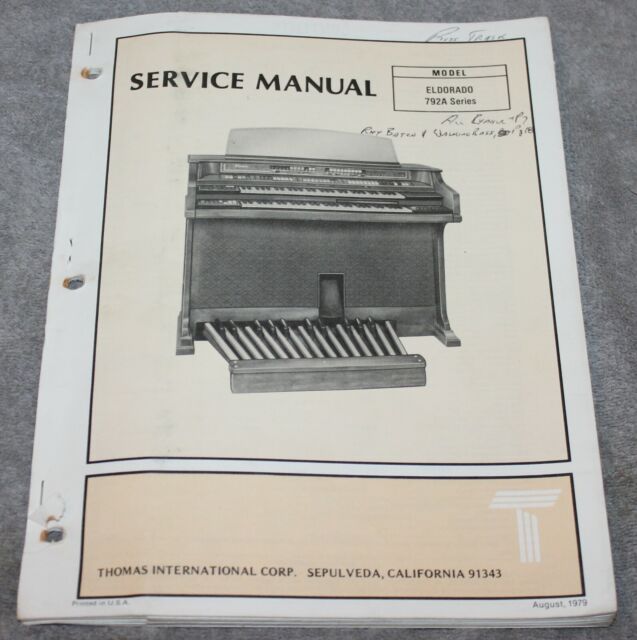 SERVICE MANUAL
MODEL
ELDORADO
792A Series
THOMAS INTERNATIONAL CORP. SEPULVEDA, CALIFORNIA 91343
Printed in U.S.A.
August, 1979